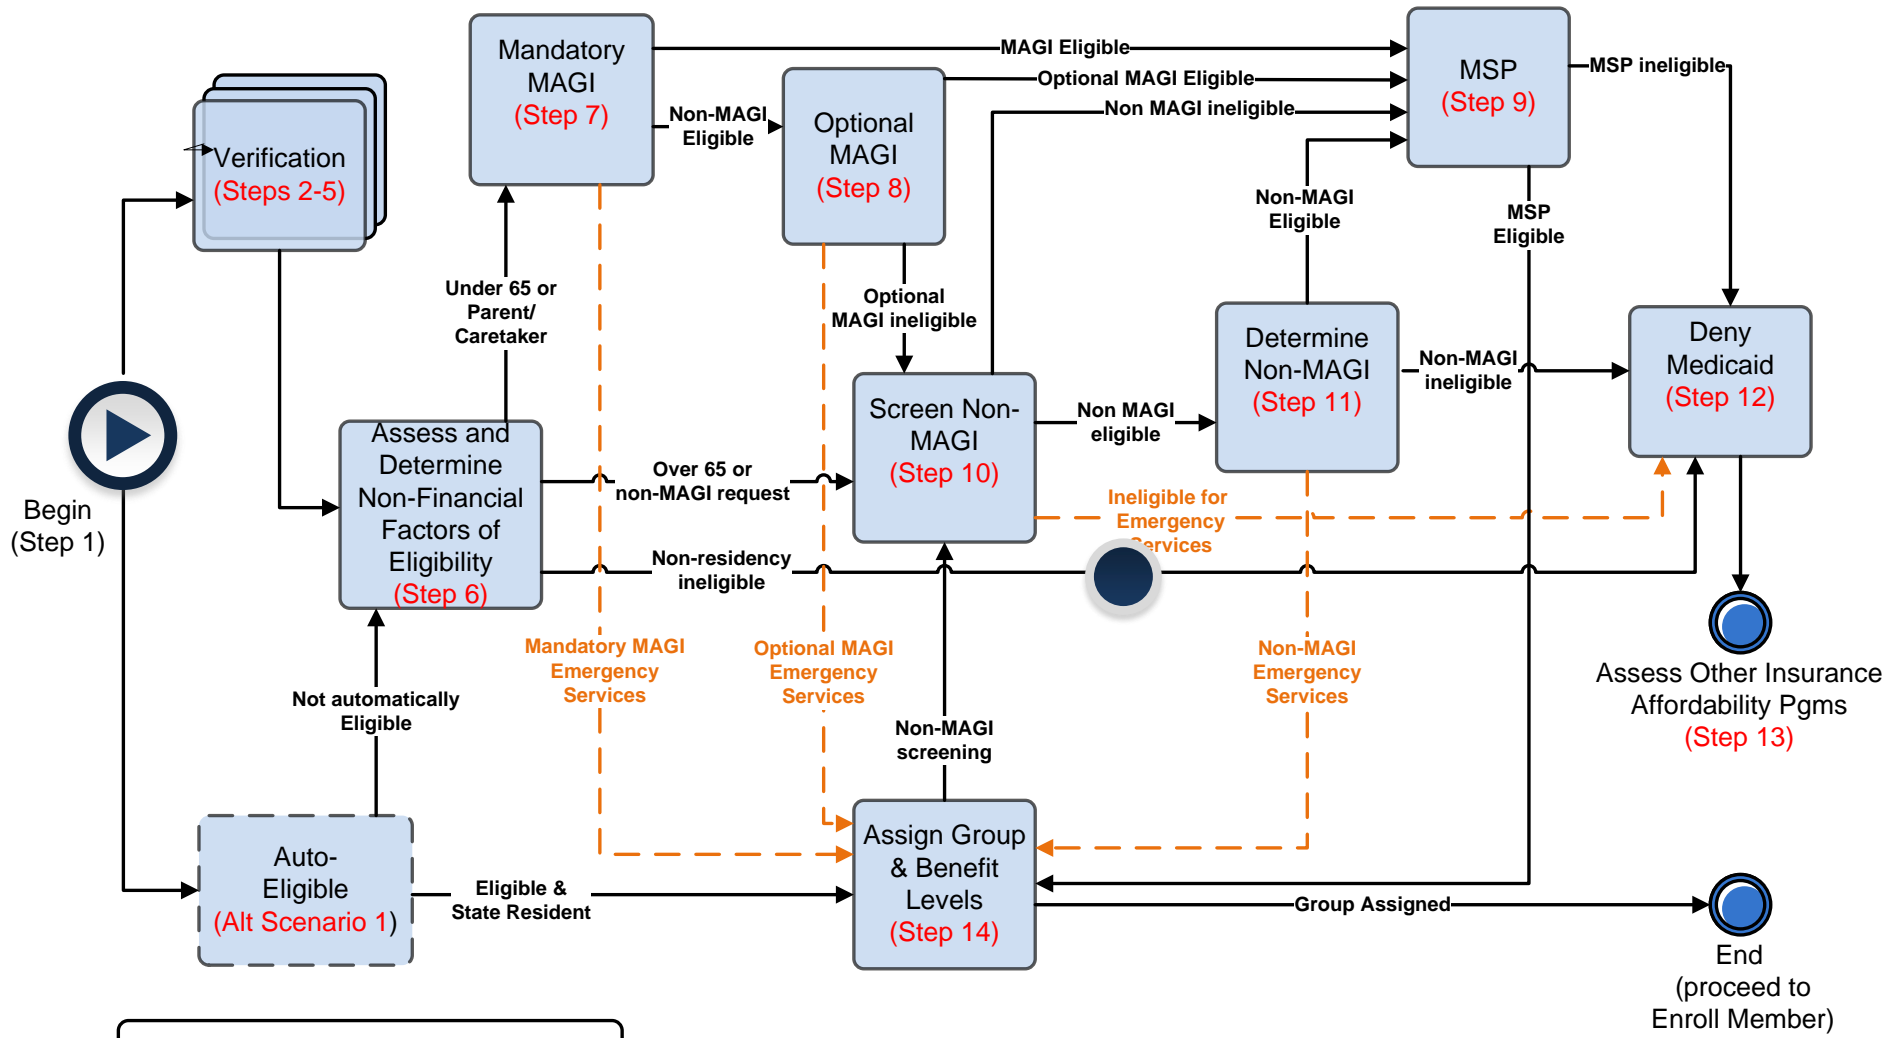 Mandatory
MAGI
(Step 7)
MAGI Eligible
Optional MAGI Eligible
Non MAGI ineligible
MSP
(Step 9)
MSP ineligible
Verification
(Steps 2-5)
Non-MAGI
Eligible
Optional
MAGI
(Step 8)
Non-MAGI
Eligible
MSP
Eligible
Under 65 or
Parent/
Caretaker
Optional
MAGI ineligible
Determine
Non-MAGI
(Step 11)
Non-MAGI
ineligible
Deny
Medicaid
(Step 12)
Begin
(Step 1)
Assess and
Determine
Non-Financial
Factors of
Eligibility
(Step 6)
Over 65 or
non-MAGI request
Screen Non-
MAGI
(Step 10)
Non MAGI
eligible
Ineligible for
Emergency
Services
Non-residency
ineligible
Mandatory MAGI
Emergency
Services
Optional MAGI
Emergency
Services
Non-MAGI
Emergency
Services
Assess Other Insurance
Affordability Pgms
(Step 13)
Not automatically
Eligible
Non-MAGI
screening
Auto-
Eligible
(Alt Scenario 1)
Eligible &
State Resident
Assign Group
& Benefit
Levels
(Step 14)
Group Assigned
End
(proceed to
Enroll Member)